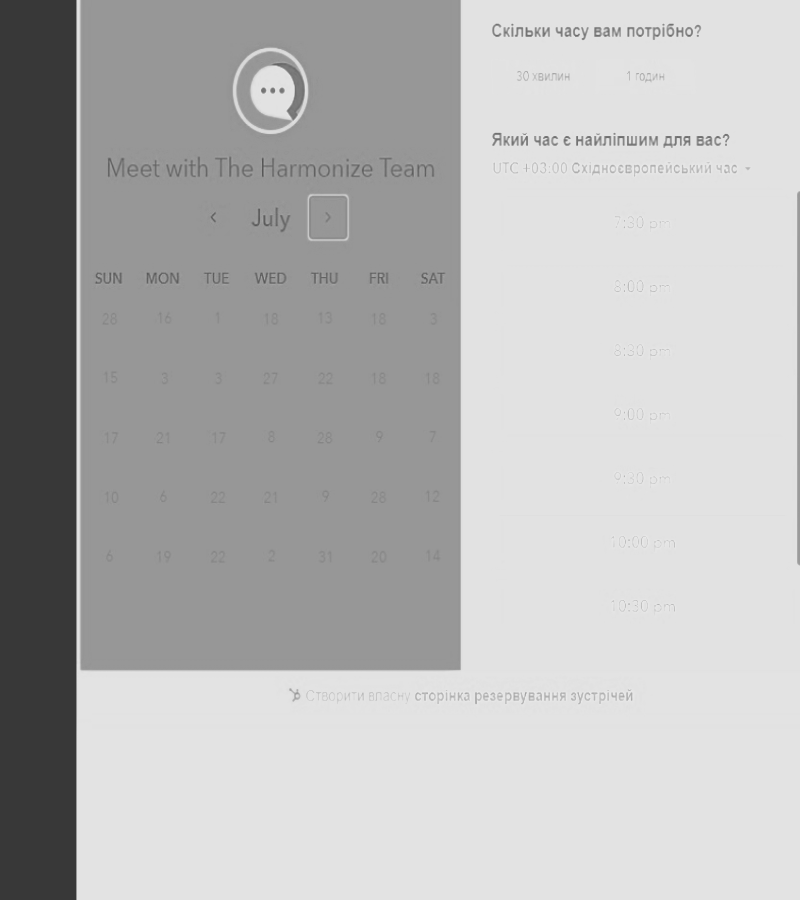 Meet with The Harmonize Team
July
SUN MON TUE WED THU FRI SAT
28 16 1 18 13 18 3
15 3 3 27 22 18 18
17 21 17 8 28 9 7
10 6 22 21 9 28 12
6 19 22 2 31 20 14
Скільки часу вам потрібно?
30 хвилин 1 годин
Який час є найліпшим для вас?
UTC +03:00 Східноєвропейський час
7:30 pm
8:00 pm
8:30 pm
9:00 pm
9:30 pm
10:00 pm
10:30 pm
Створити власну сторінка резервування зустрічей